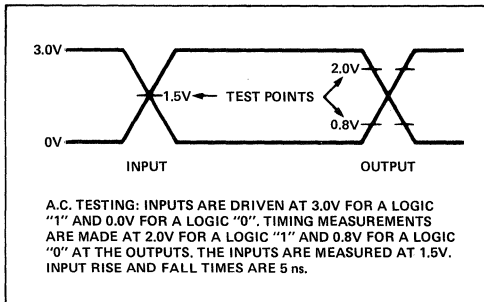 3.0V
2.0V
1.5V
TEST POINTS
0.8V
0V
INPUT
OUTPUT
A.C. TESTING: INPUTS ARE DRIVEN AT 3.0V FOR A LOGIC
"1" AND 0.0V FOR A LOGIC "0". TIMING MEASUREMENTS
ARE MADE AT 2.0V FOR A LOGIC "1" AND 0.8V FOR A LOGIC
"0" AT THE OUTPUTS. THE INPUTS ARE MEASURED AT 1.5V.
INPUT RISE AND FALL TIMES ARE 5 ns.